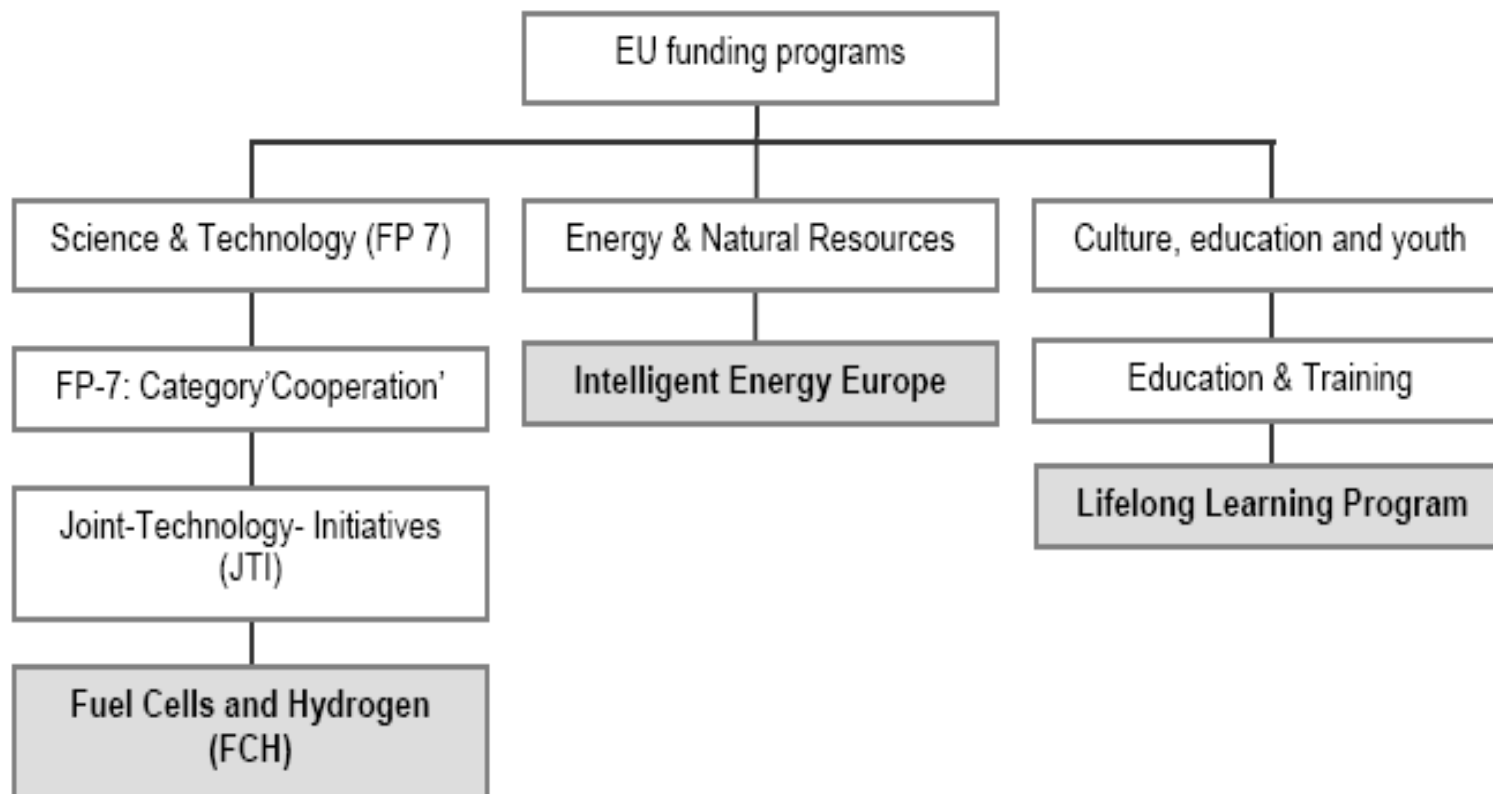 EU funding programs
Science & Technology (FP 7)
Energy & Natural Resources
Culture, education and youth
FP-7: Category'Cooperation'
Intelligent Energy Europe
Education & Training
Joint-Technology- Initiatives
(JTI)
Lifelong Learning Program
Fuel Cells and Hydrogen
(FCH)